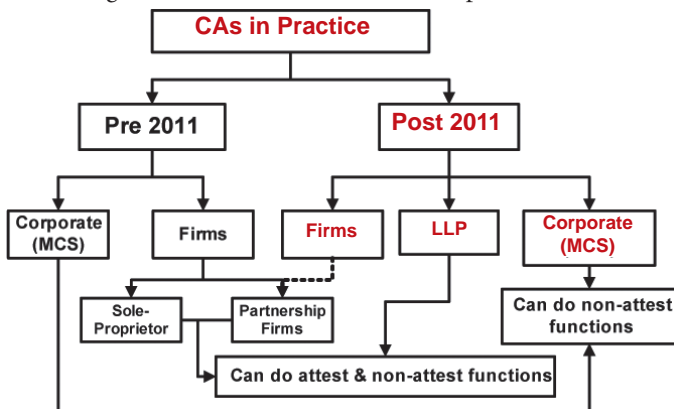 CAs in Practice
Pre 2011
Post 2011
Corporate
(MCS)
Firms
Firms
LLP
Corporate
(MCS)
Sole-
Proprietor
Partnership
Firms
Can do non-attest
functions
Can do attest & non-attest functions